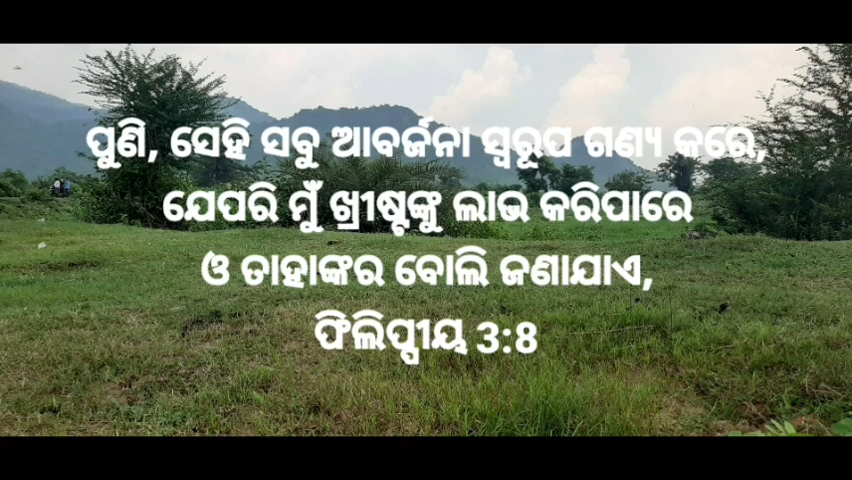 ପୁଣି, ସେହି ସବୁ ଆବର୍ଜନା ସ୍ୱରୂପ ଗଣ୍ୟ କରେ,
ଯେପରି ମୁଁ ଖ୍ରୀଷ୍ଟଙ୍କୁ ଲାଭ କରିପାରେ
ଓ ତାହାଙ୍କର ବୋଲି ଜଣାଯାଏ,
ଫିଲିପ୍ପୀୟ 3:8